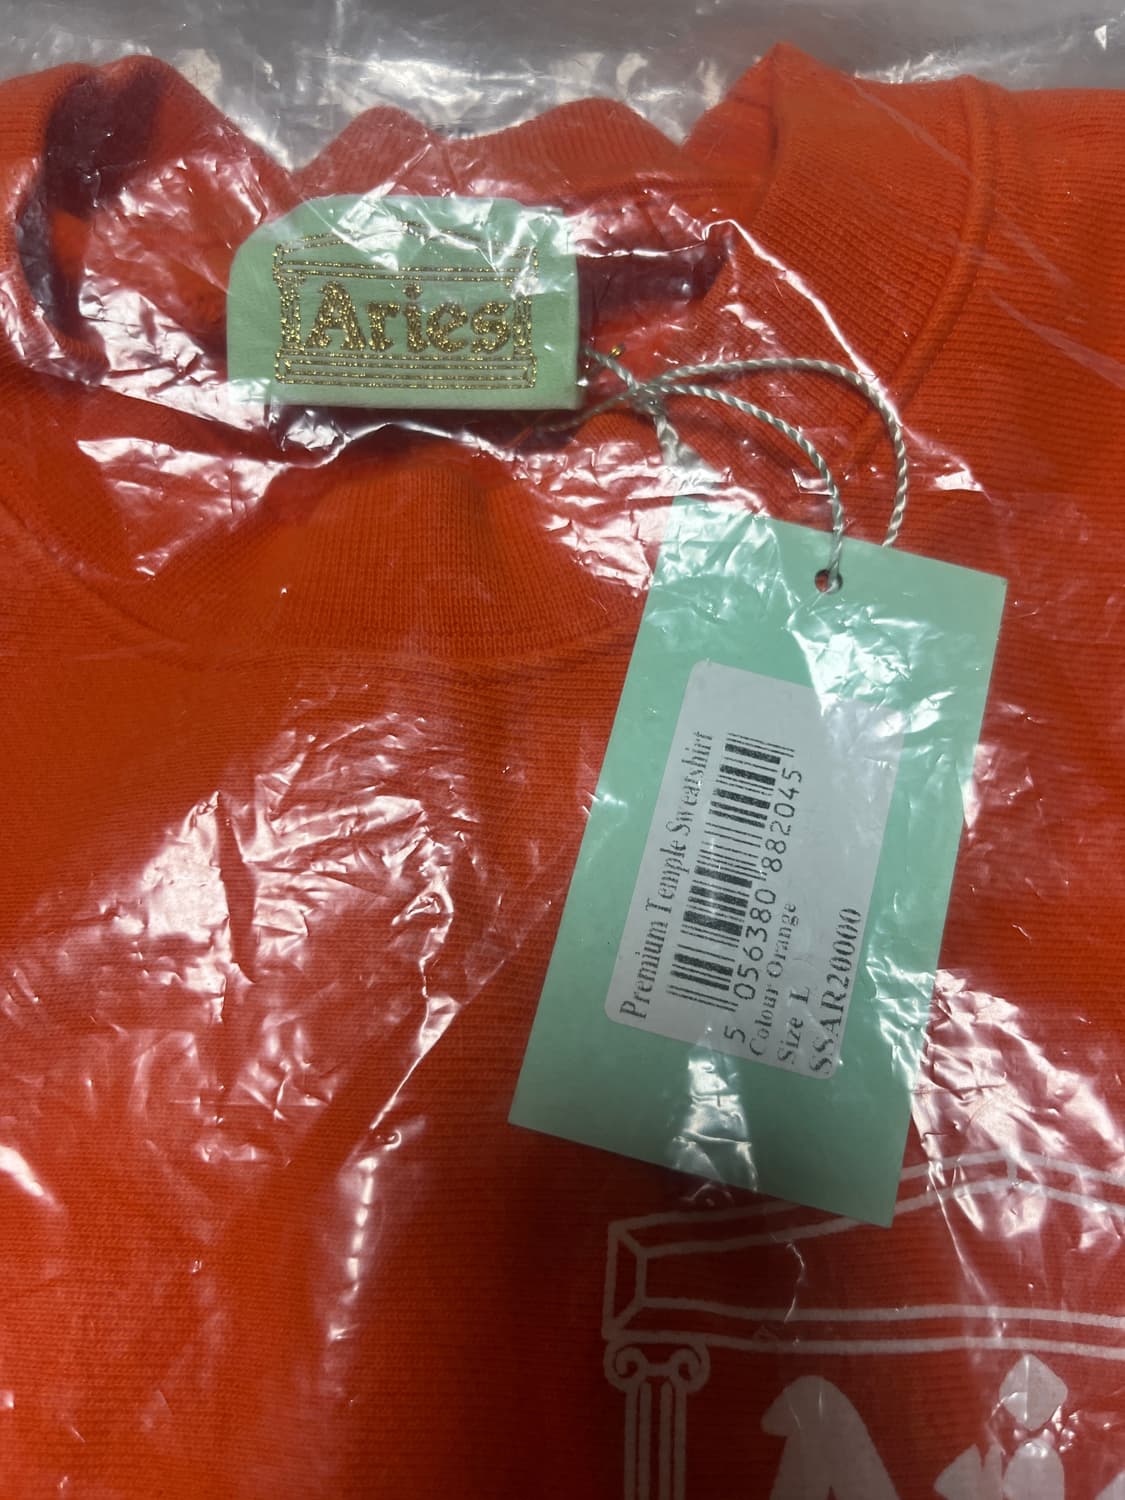 Aries
Premium Temple Sweatshirt
5 056380 882045
Colour Orange
Size L
SSAR20000